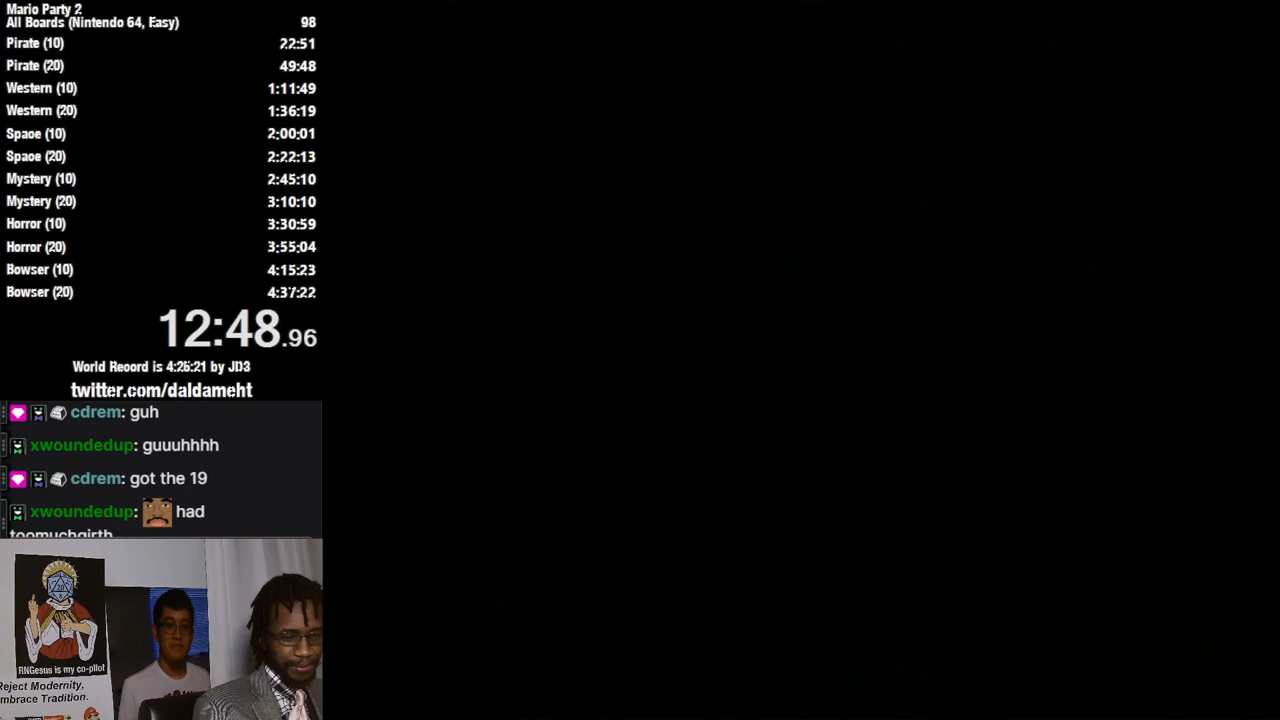 Mario Party 2
All Boards (Nintendo 64, Easy) 98
Pirate (10) 22:51
Pirate (20) 49:48
Western (10) 1:11:49
Western (20) 1:36:19
Space (10) 2:00:01
Space (20) 2:22:13
Mystery (10) 2:45:10
Mystery (20) 3:10:10
Horror (10) 3:30:59
Horror (20) 3:55:04
Bowser (10) 4:15:23
Bowser (20) 4:37:22
12:48.96
World Record is 4:26:21 by JD3
twitter.com/daldameht
cdrem: guh
xwoundedup: guuuhhhh
cdrem: got the 19
xwoundedup: had
toomuchgirth
20
RNGesus is my co-pilot
Reject Modernity,
Embrace Tradition.